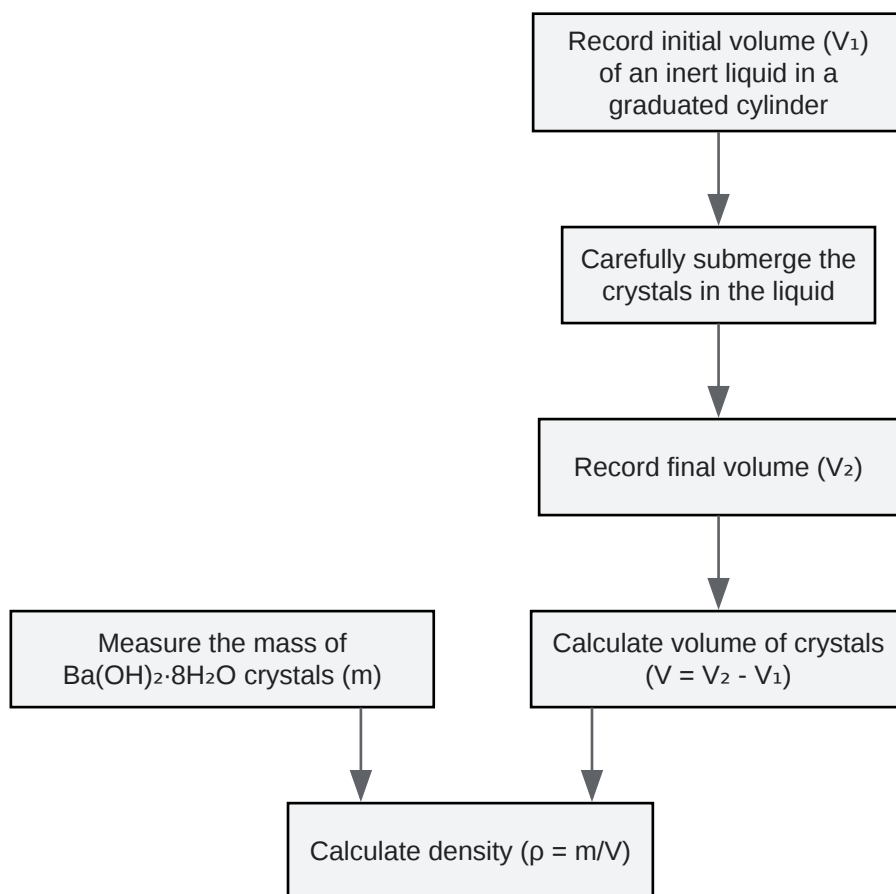 Record initial volume (V₁)
of an inert liquid in a
graduated cylinder
Carefully submerge the
crystals in the liquid
Record final volume (V₂)
Measure the mass of
Ba(OH)₂·8H₂O crystals (m)
Calculate volume of crystals
(V = V₂ - V₁)
Calculate density (ρ = m/V)